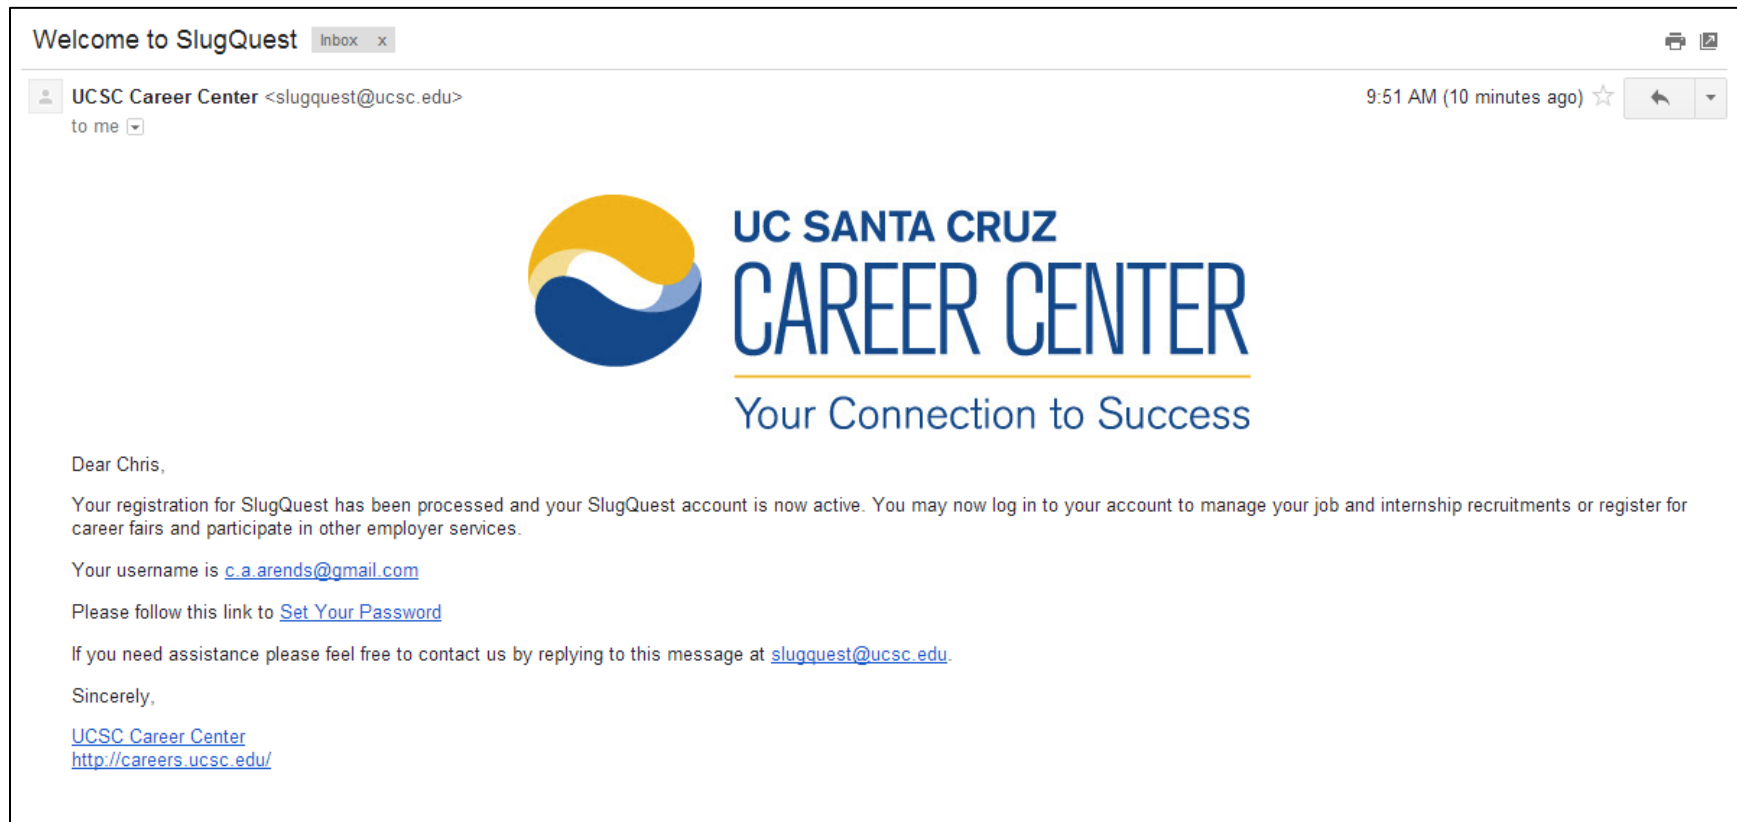 Welcome to SlugQuest Inbox x
UCSC Career Center <slugquest@ucsc.edu> 9:51 AM (10 minutes ago)
to me
UC SANTA CRUZ
CAREER CENTER
Your Connection to Success
Dear Chris,
Your registration for SlugQuest has been processed and your SlugQuest account is now active. You may now log in to your account to manage your job and internship recruitments or register for
career fairs and participate in other employer services.
Your username is c.a.arends@gmail.com
Please follow this link to Set Your Password
If you need assistance please feel free to contact us by replying to this message at slugquest@ucsc.edu.
Sincerely,
UCSC Career Center
http://careers.ucsc.edu/